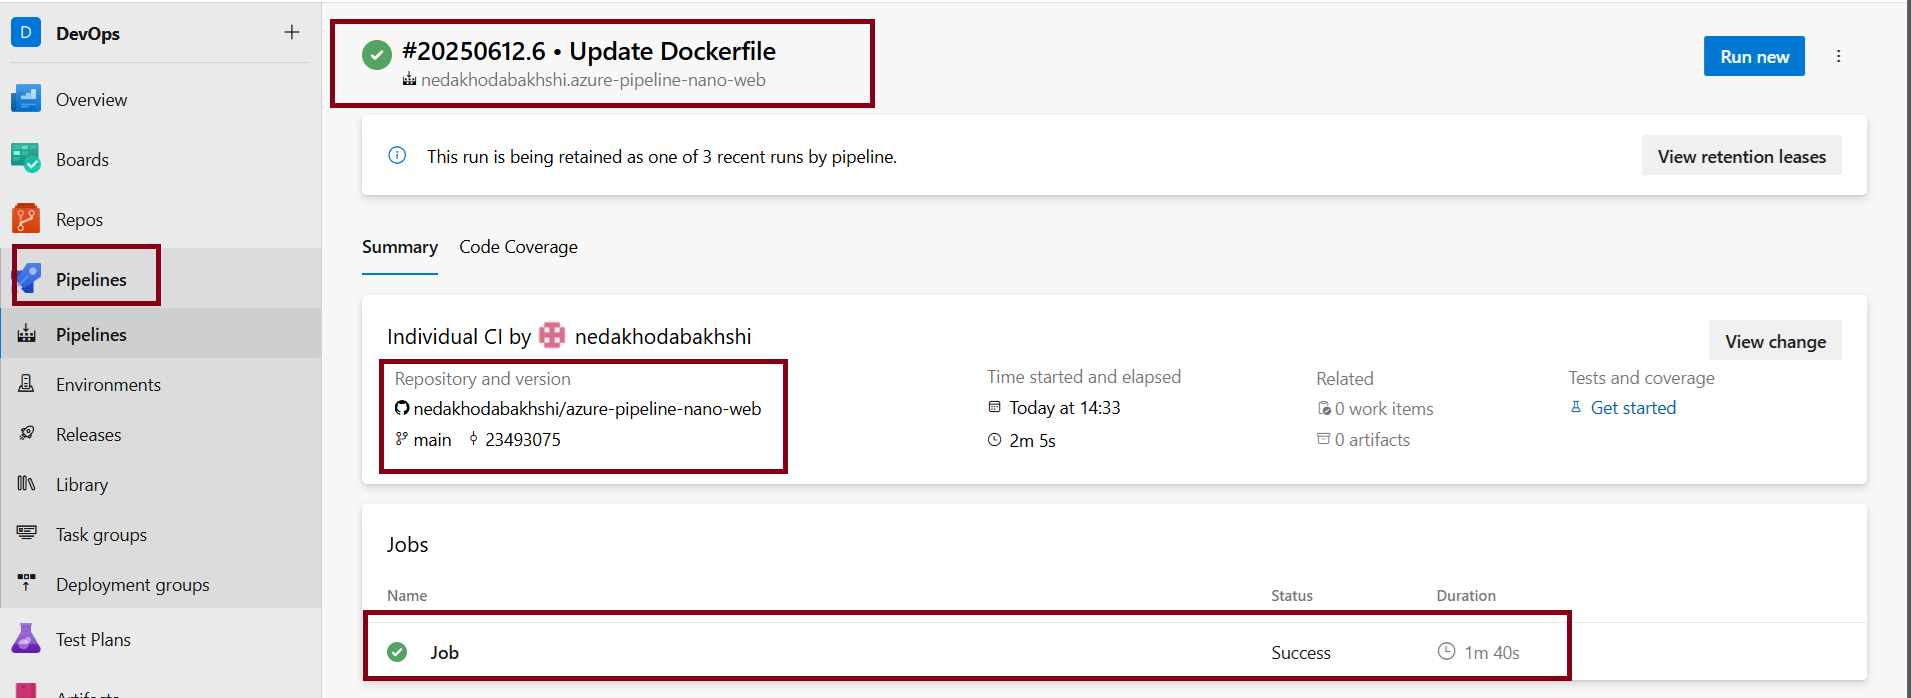 D DevOps +
Overview
Boards
Repos
Pipelines
Pipelines
Environments
Releases
Library
Task groups
Deployment groups
Test Plans
Artifacts
#20250612.6 • Update Dockerfile
nedakhodabakhshi.azure-pipeline-nano-web
Run new
This run is being retained as one of 3 recent runs by pipeline.
View retention leases
Summary Code Coverage
Individual CI by nedakhodabakhshi
View change
Repository and version
nedakhodabakhshi/azure-pipeline-nano-web
main 23493075
Time started and elapsed
Today at 14:33
2m 5s
Related
0 work items
0 artifacts
Tests and coverage
Get started
Jobs
Name Status Duration
Job Success 1m 40s